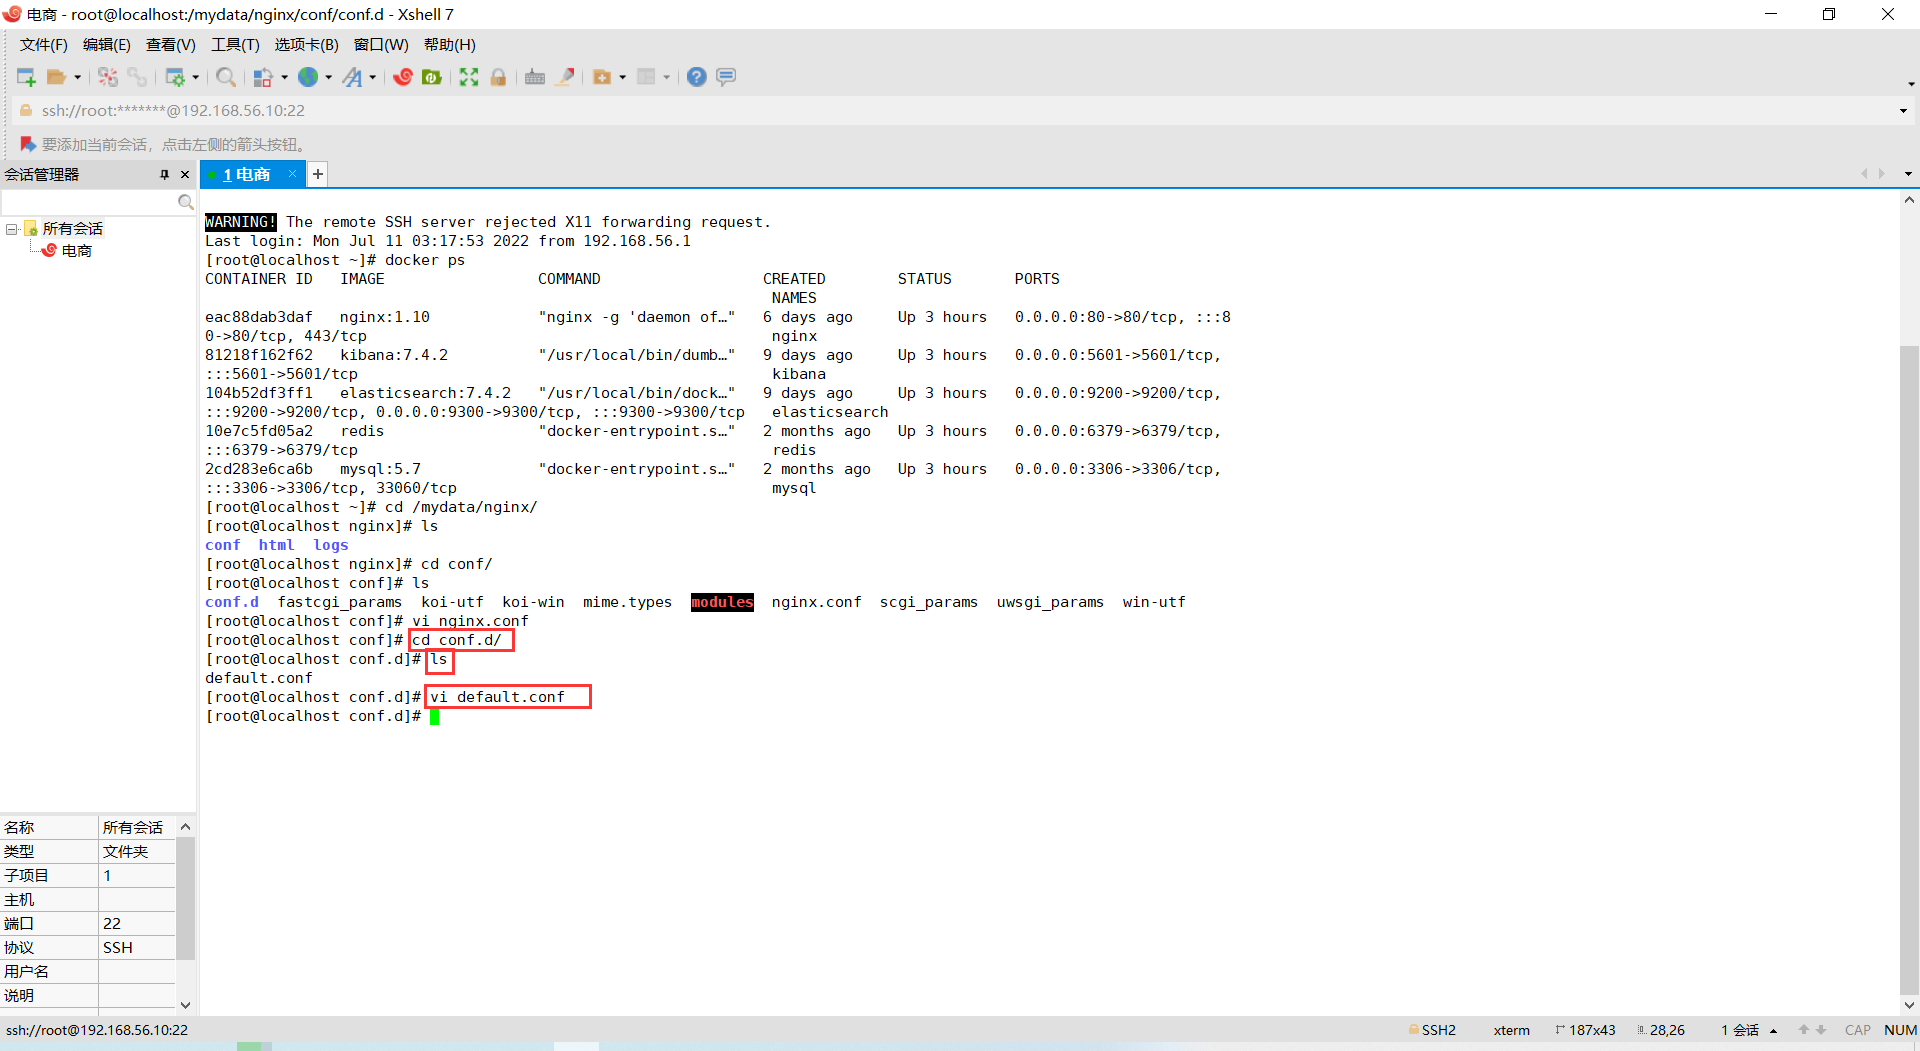 电商 - root@localhost:/mydata/nginx/conf/conf.d - Xshell 7
文件(F) 编辑(E) 查看(V) 工具(T) 选项卡(B) 窗口(W) 帮助(H)
ssh://root:*******@192.168.56.10:22
要添加当前会话，点击左侧的箭头按钮。
会话管理器
1 电商
+
所有会话
电商
WARNING! The remote SSH server rejected X11 forwarding request.
Last login: Mon Jul 11 03:17:53 2022 from 192.168.56.1
[root@localhost ~]# docker ps
CONTAINER ID   IMAGE                 COMMAND                  CREATED        STATUS       PORTS
NAMES
eac88dab3daf   nginx:1.10            "nginx -g 'daemon of…"   6 days ago     Up 3 hours   0.0.0.0:80->80/tcp, :::8
0->80/tcp, 443/tcp                                             nginx
81218f162f62   kibana:7.4.2          "/usr/local/bin/dumb…"   9 days ago     Up 3 hours   0.0.0.0:5601->5601/tcp,
:::5601->5601/tcp                                              kibana
104b52df3ff1   elasticsearch:7.4.2   "/usr/local/bin/dock…"   9 days ago     Up 3 hours   0.0.0.0:9200->9200/tcp,
:::9200->9200/tcp, 0.0.0.0:9300->9300/tcp, :::9300->9300/tcp   elasticsearch
10e7c5fd05a2   redis                 "docker-entrypoint.s…"   2 months ago   Up 3 hours   0.0.0.0:6379->6379/tcp,
:::6379->6379/tcp                                              redis
2cd283e6ca6b   mysql:5.7             "docker-entrypoint.s…"   2 months ago   Up 3 hours   0.0.0.0:3306->3306/tcp,
:::3306->3306/tcp, 33060/tcp                                   mysql
[root@localhost ~]# cd /mydata/nginx/
[root@localhost nginx]# ls
conf  html  logs
[root@localhost nginx]# cd conf/
[root@localhost conf]# ls
conf.d  fastcgi_params  koi-utf  koi-win  mime.types  modules  nginx.conf  scgi_params  uwsgi_params  win-utf
[root@localhost conf]# vi nginx.conf
[root@localhost conf]# cd conf.d/
[root@localhost conf.d]# ls
default.conf
[root@localhost conf.d]# vi default.conf
[root@localhost conf.d]#
名称 所有会话
类型 文件夹
子项目 1
主机
端口 22
协议 SSH
用户名
说明
ssh://root@192.168.56.10:22 SSH2 xterm 187x43 28,26 1 会话 CAP NUM